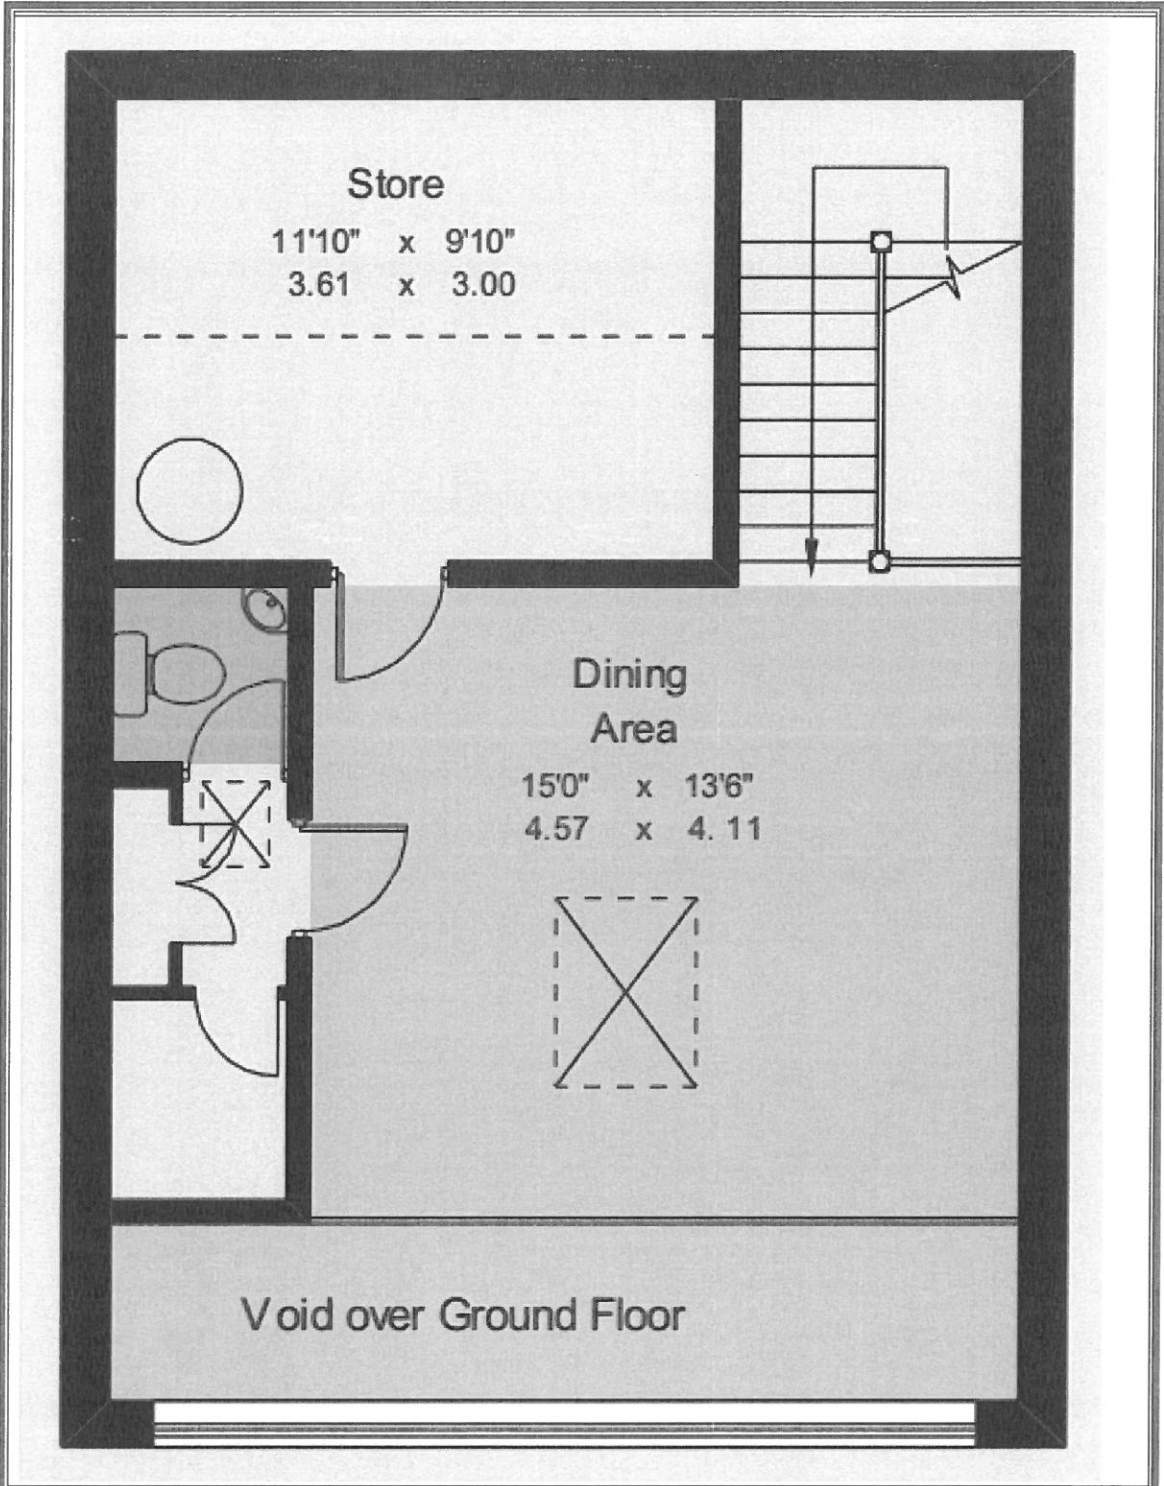 Store
11'10" x 9'10"
3.61 x 3.00
Dining
Area
15'0" x 13'6"
4.57 x 4. 11
Void over Ground Floor